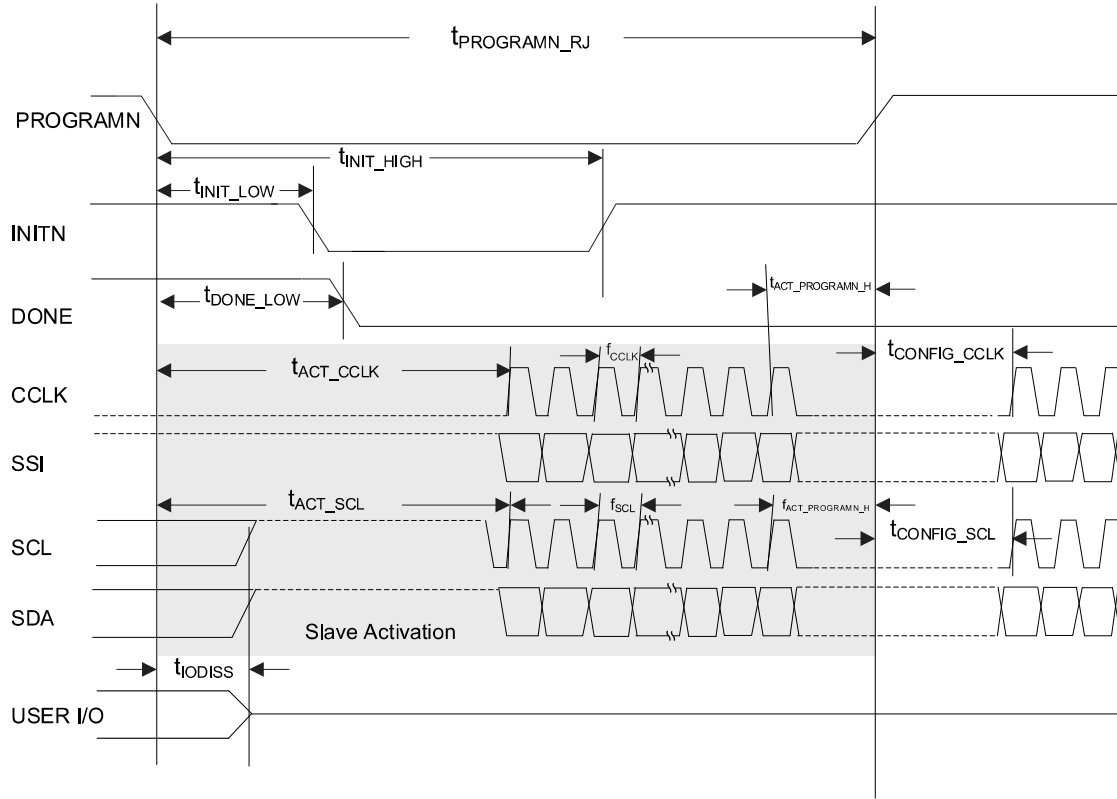 tPROGRAMN_RJ
PROGRAMN
tINIT_HIGH
tINIT_LOW
INITN
tDONE_LOW
tACT_PROGRAMN_H
DONE
tACT_CCLK
fCCLK
tCONFIG_CCLK
CCLK
SSI
tACT_SCL
fSCL
fACT_PROGRAMN_H
tCONFIG_SCL
SCL
SDA
Slave Activation
tIODISS
USER I/O